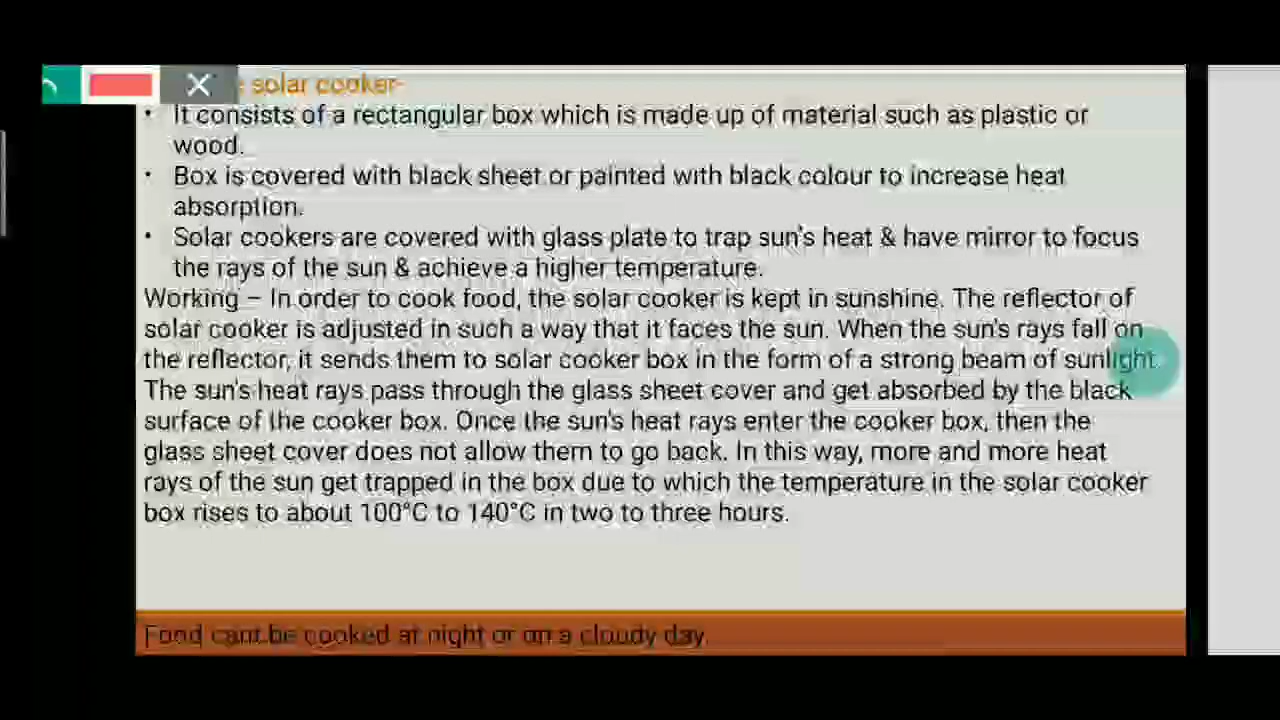 solar cooker-
• It consists of a rectangular box which is made up of material such as plastic or
wood.
• Box is covered with black sheet or painted with black colour to increase heat
absorption.
• Solar cookers are covered with glass plate to trap sun's heat & have mirror to focus
the rays of the sun & achieve a higher temperature.
Working – In order to cook food, the solar cooker is kept in sunshine. The reflector of
solar cooker is adjusted in such a way that it faces the sun. When the sun's rays fall on
the reflector, it sends them to solar cooker box in the form of a strong beam of sunlight.
The sun's heat rays pass through the glass sheet cover and get absorbed by the black
surface of the cooker box. Once the sun's heat rays enter the cooker box, then the
glass sheet cover does not allow them to go back. In this way, more and more heat
rays of the sun get trapped in the box due to which the temperature in the solar cooker
box rises to about 100°C to 140°C in two to three hours.
Food cant be cooked at night or on a cloudy day.